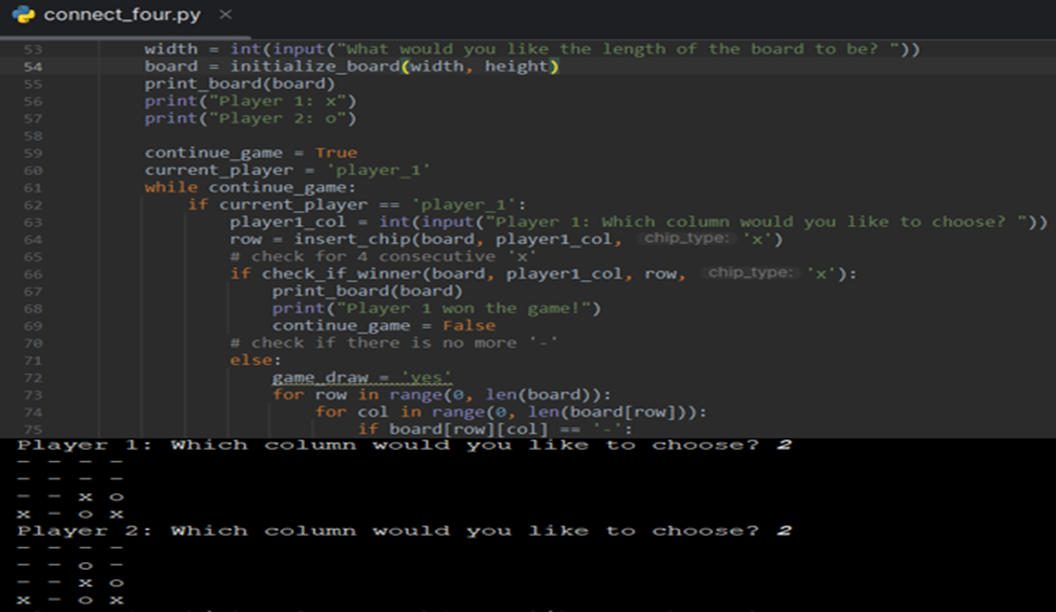 connect_four.py ×
53 width = int(input("What would you like the length of the board to be? "))
54 board = initialize_board(width, height)
55 print_board(board)
56 print("Player 1: x")
57 print("Player 2: o")
58
59 continue_game = True
60 current_player = 'player_1'
61 while continue_game:
62 if current_player == 'player_1':
63 player1_col = int(input("Player 1: Which column would you like to choose? "))
64 row = insert_chip(board, player1_col, chip_type: 'x')
65 # check for 4 consecutive 'x'
66 if check_if_winner(board, player1_col, row, chip_type: 'x'):
67 print_board(board)
68 print("Player 1 won the game!")
69 continue_game = False
70 # check if there is no more '-'
71 else:
72 game_draw = 'yes'
73 for row in range(0, len(board)):
74 for col in range(0, len(board[row])):
75 if board[row][col] == '-':
Player 1: Which column would you like to choose? 2
- - - -
- - - -
- - x o
x - o x
Player 2: Which column would you like to choose? 2
- - - -
- - o -
- - x o
x - o x